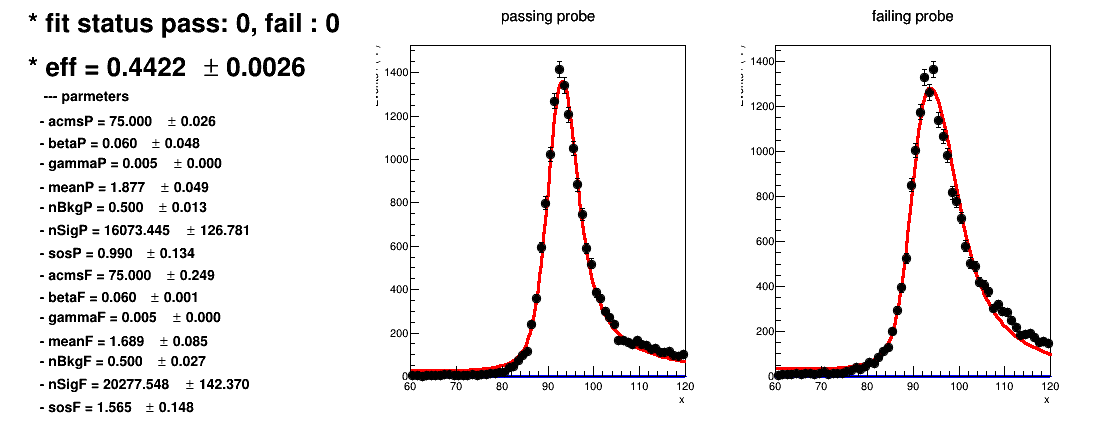 * fit status pass: 0, fail : 0
* eff = 0.4422 ± 0.0026
--- parmeters
- acmsP = 75.000 ± 0.026
- betaP = 0.060 ± 0.048
- gammaP = 0.005 ± 0.000
- meanP = 1.877 ± 0.049
- nBkgP = 0.500 ± 0.013
- nSigP = 16073.445 ± 126.781
- sosP = 0.990 ± 0.134
- acmsF = 75.000 ± 0.249
- betaF = 0.060 ± 0.001
- gammaF = 0.005 ± 0.000
- meanF = 1.689 ± 0.085
- nBkgF = 0.500 ± 0.027
- nSigF = 20277.548 ± 142.370
- sosF = 1.565 ± 0.148
passing probe
1400
1200
1000
800
600
400
200
0
60 70 80 90 100 110 120
x
failing probe
1400
1200
1000
800
600
400
200
0
60 70 80 90 100 110 120
x